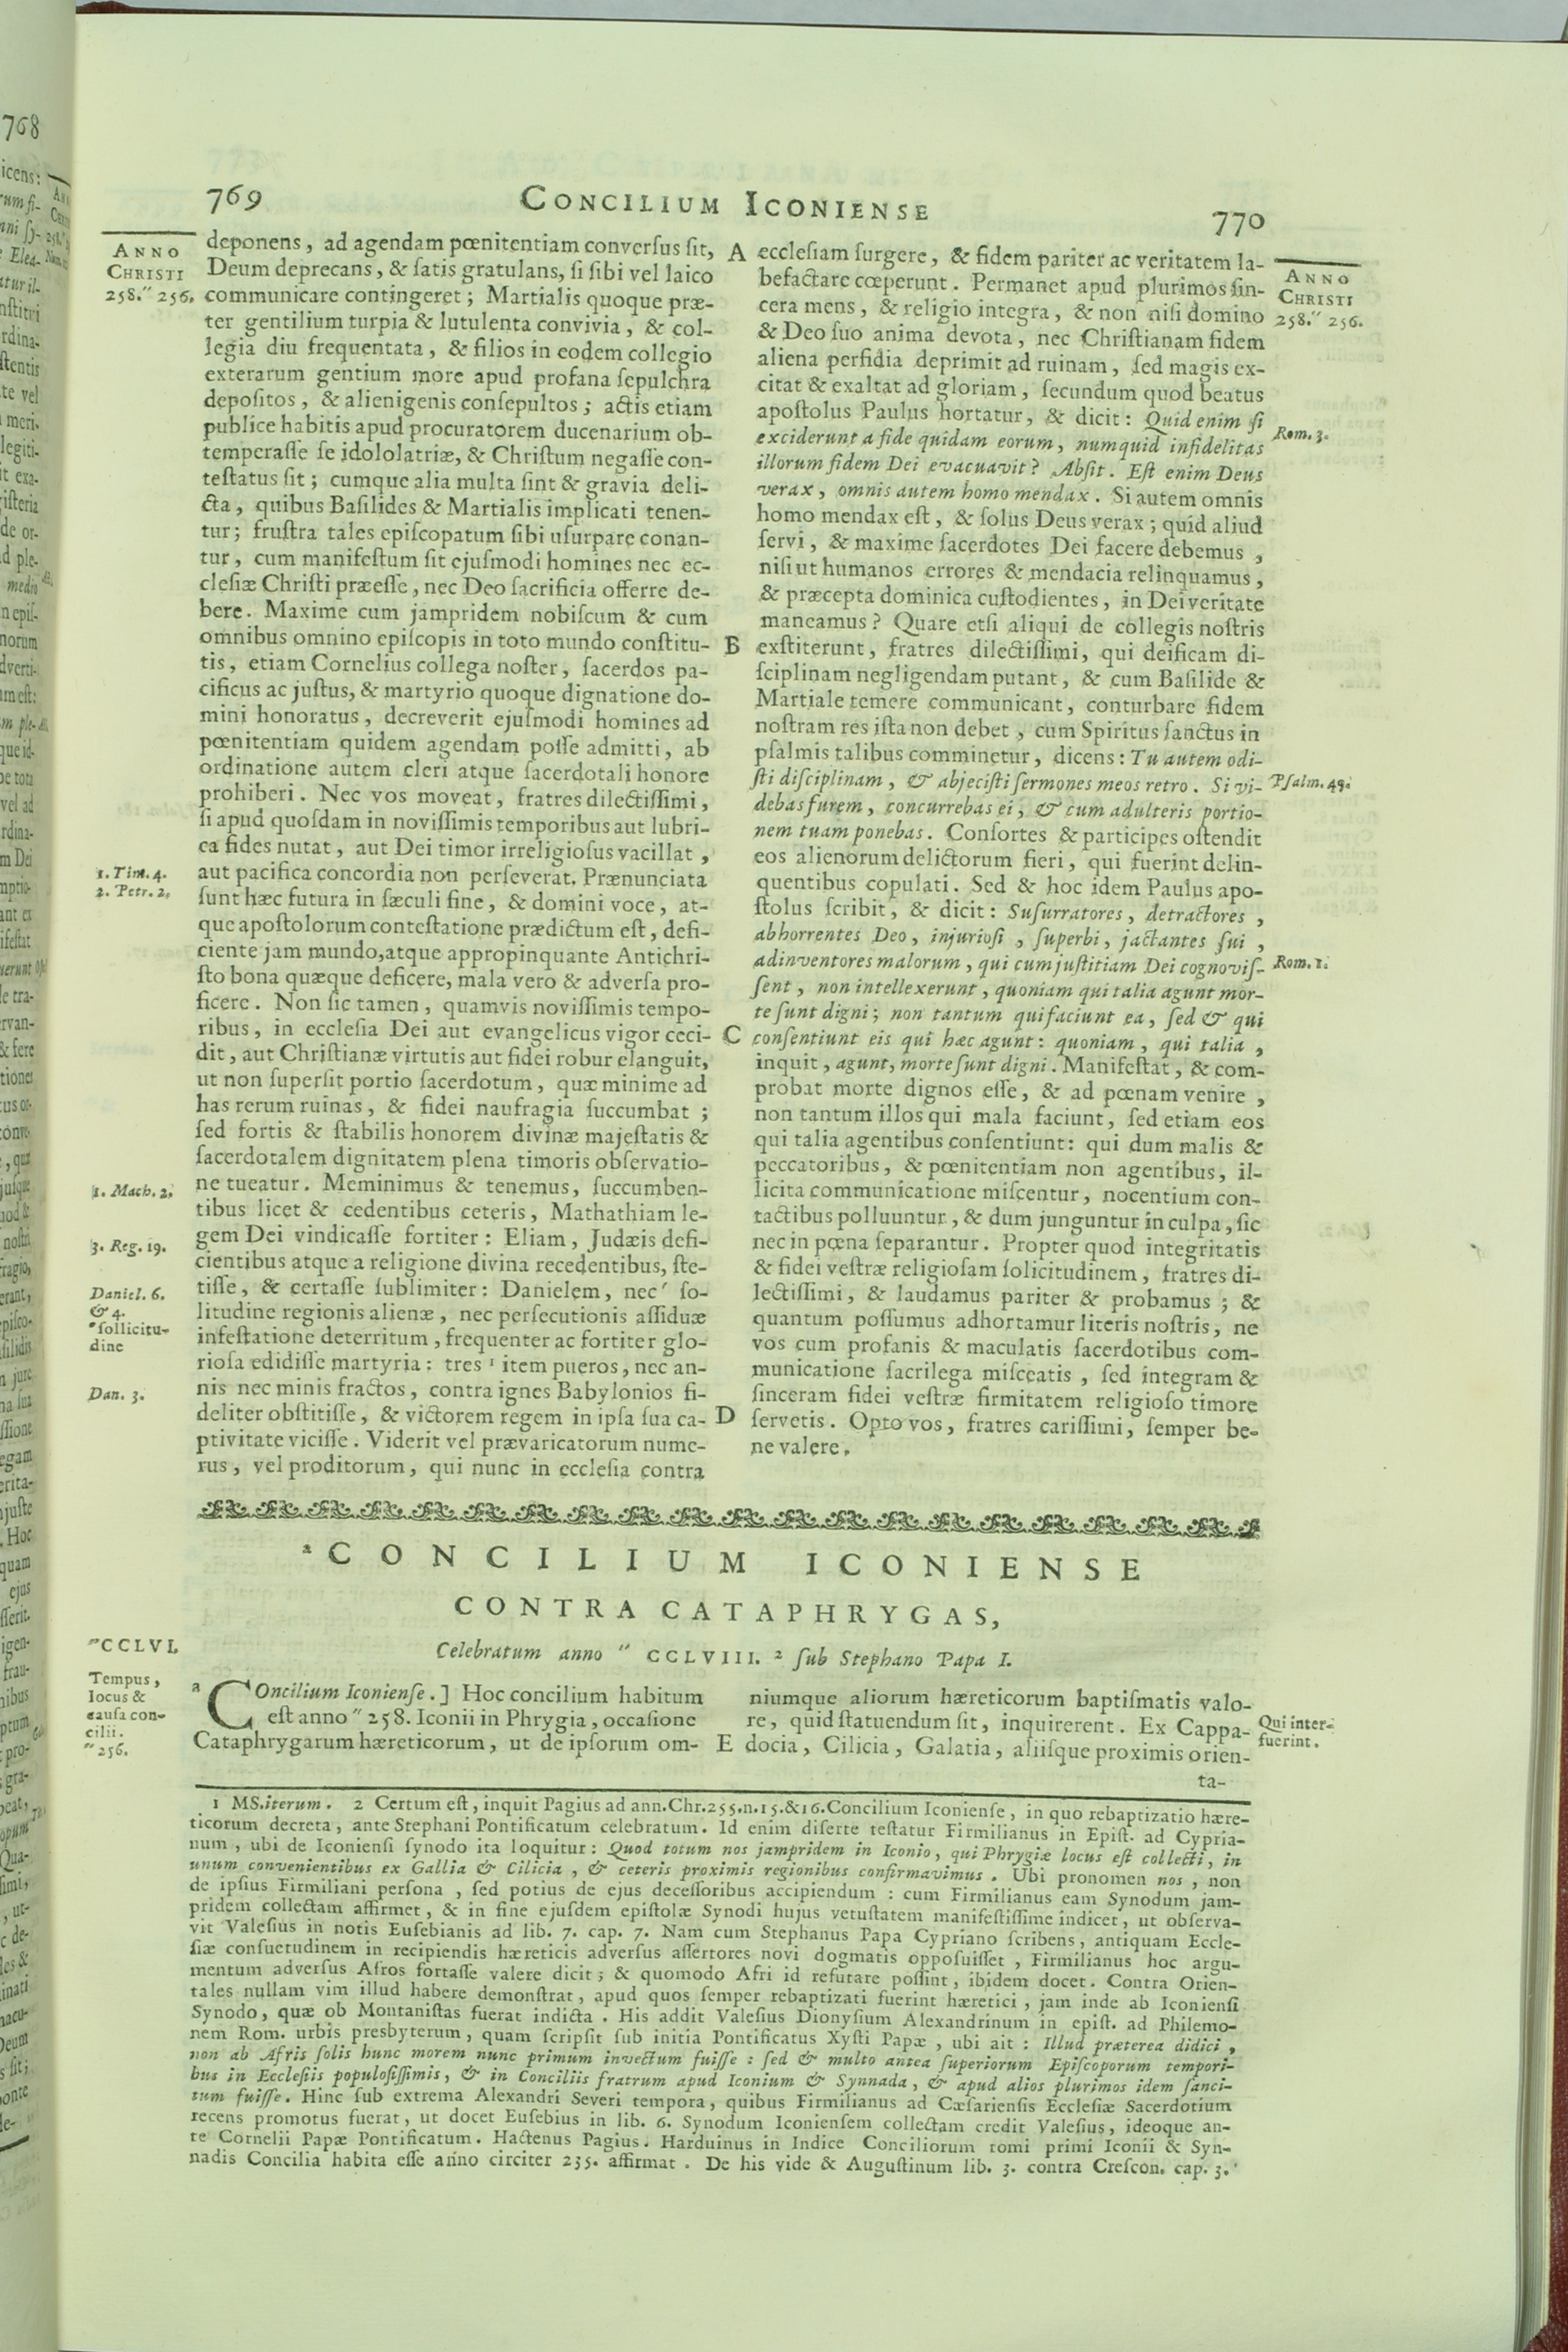 769
CONCILIUM ICONIENSE
770
ANNO
CHRISTI
258." 256.
deponens, ad agendam pœnitentiam converſus ſit,
Deum deprecans, & ſatis gratulans, ſi ſibi vel laico
communicare contingeret; Martialis quoque præ-
ter gentilium turpia & lutulenta convivia, & col-
legia diu frequentata, & filios in eodem collegio
exterarum gentium more apud profana ſepulchra
depoſitos, & alienigenis conſepultos; actis etiam
publice habitis apud procuratorem ducenarium ob-
temperaſſe ſe idololatriæ, & Chriſtum negaſſe con-
teſtatus ſit; cumque alia multa ſint & gravia deli-
cta, quibus Baſilides & Martialis implicati tenen-
tur; fruſtra tales epiſcopatum ſibi uſurpare conan-
tur, cum manifeſtum ſit ejuſmodi homines nec ec-
cleſiæ Chriſti præeſſe, nec Deo ſacrificia offerre de-
bere. Maxime cum jampridem nobiſcum & cum
omnibus omnino epiſcopis in toto mundo conſtitu-
tis, etiam Cornelius collega noſter, ſacerdos pa-
cificus ac juſtus, & martyrio quoque dignatione do-
mini honoratus, decreverit ejuſmodi homines ad
pœnitentiam quidem agendam poſſe admitti, ab
ordinatione autem cleri atque ſacerdotali honore
prohiberi. Nec vos moveat, fratres dilectiſſimi,
ſi apud quoſdam in noviſſimis temporibus aut lubri-
ca fides nutat, aut Dei timor irreligioſus vacillat,
aut pacifica concordia non perſeverat. Prænunciata
ſunt hæc futura in ſæculi fine, & domini voce, at-
que apoſtolorum conteſtatione prædictum eſt, defi-
ciente jam mundo, atque appropinquante Antichri-
ſto bona quæque deficere, mala vero & adverſa pro-
ficere. Non ſic tamen, quamvis noviſſimis tempo-
ribus, in eccleſia Dei aut evangelicus vigor ceci-
dit, aut Chriſtianæ virtutis aut fidei robur elanguit,
ut non ſuperſit portio ſacerdotum, quæ minime ad
has rerum ruinas, & fidei naufragia ſuccumbat;
ſed fortis & ſtabilis honorem divinæ majeſtatis &
ſacerdotalem dignitatem plena timoris obſervatio-
ne tueatur. Meminimus & tenemus, ſuccumben-
tibus licet & cedentibus ceteris, Mathathiam le-
gem Dei vindicaſſe fortiter: Eliam, Judæis defi-
cientibus atque a religione divina recedentibus, ſte-
tiſſe, & certaſſe ſublimiter: Danielem, nec ′ ſo-
litudine regionis alienæ, nec perſecutionis aſſiduæ
infeſtatione deterritum, frequenter ac fortiter glo-
rioſa edidiſſe martyria: tres 1 item pueros, nec an-
nis nec minis fractos, contra ignes Babylonios fi-
deliter obſtitiſſe, & victorem regem in ipſa ſua ca-
ptivitate viciſſe. Viderit vel prævaricatorum nume-
rus, vel proditorum, qui nunc in eccleſia contra
1. Tim. 4.
2. Petr. 2.
1. Mach. 2.
3. Reg. 19.
Daniel. 6.
& 4.
*ſollicitu-
dine
Dan. 3.
A
B
C
D
eccleſiam ſurgere, & fidem pariter ac veritatem la-
befactare cœperunt. Permanet apud plurimos ſin-
cera mens, & religio integra, & non niſi domino
& Deo ſuo anima devota, nec Chriſtianam fidem
aliena perfidia deprimit ad ruinam, ſed magis ex-
citat & exaltat ad gloriam, ſecundum quod beatus
apoſtolus Paulus hortatur, & dicit: Quid enim ſi
exciderunt a fide quidam eorum, numquid infidelitas
illorum fidem Dei evacuavit? Abſit. Eſt enim Deus
verax, omnis autem homo mendax. Si autem omnis
homo mendax eſt, & ſolus Deus verax; quid aliud
ſervi, & maxime ſacerdotes Dei facere debemus,
niſi ut humanos errores & mendacia relinquamus,
& præcepta dominica cuſtodientes, in Dei veritate
maneamus? Quare etſi aliqui de collegis noſtris
exſtiterunt, fratres dilectiſſimi, qui deificam di-
ſciplinam negligendam putant, & cum Baſilide &
Martiale temere communicant, conturbare fidem
noſtram res iſta non debet, cum Spiritus ſanctus in
pſalmis talibus comminetur, dicens: Tu autem odi-
ſti diſciplinam, & abjeciſti ſermones meos retro. Si vi-
debas furem, concurrebas ei, & cum adulteris portio-
nem tuam ponebas. Conſortes & participes oſtendit
eos alienorum delictorum fieri, qui fuerint delin-
quentibus copulati. Sed & hoc idem Paulus apo-
ſtolus ſcribit, & dicit: Suſurratores, detractores,
abhorrentes Deo, injurioſi, ſuperbi, jactantes ſui,
adinventores malorum, qui cum juſtitiam Dei cognoviſ-
ſent, non intellexerunt, quoniam qui talia agunt mor-
te ſunt digni; non tantum qui faciunt ea, ſed & qui
conſentiunt eis qui hæc agunt: quoniam, qui talia,
inquit, agunt, morte ſunt digni. Manifeſtat, & com-
probat morte dignos eſſe, & ad pœnam venire,
non tantum illos qui mala faciunt, ſed etiam eos
qui talia agentibus conſentiunt: qui dum malis &
peccatoribus, & pœnitentiam non agentibus, il-
licita communicatione miſcentur, nocentium con-
tactibus polluuntur, & dum junguntur in culpa, ſic
nec in pœna ſeparantur. Propter quod integritatis
& fidei veſtræ religioſam ſolicitudinem, fratres di-
lectiſſimi, & laudamus pariter & probamus; &
quantum poſſumus adhortamur literis noſtris, ne
vos cum profanis & maculatis ſacerdotibus com-
municatione ſacrilega miſceatis, ſed integram &
ſinceram fidei veſtræ firmitatem religioſo timore
ſervetis. Opto vos, fratres cariſſimi, ſemper be-
ne valere.
ANNO
CHRISTI
258." 256.
Rom. 3.
Pſalm. 49.
Rom. 1.
a CONCILIUM ICONIENSE
CONTRA CATAPHRYGAS,
Celebratum anno " CCLVIII. 2 ſub Stephano Papa I.
"CCLVI.
Tempus,
locus &
cauſa con-
cilii.
"256.
a COncilium Iconienſe.] Hoc concilium habitum
eſt anno " 258. Iconii in Phrygia, occaſione
Cataphrygarum hæreticorum, ut de ipſorum om-
E
niumque aliorum hæreticorum baptiſmatis valo-
re, quid ſtatuendum ſit, inquirerent. Ex Cappa-
docia, Cilicia, Galatia, aliiſque proximis orien-
ta-
Qui inter-
fuerint.
1 MS. iterum. 2 Certum eſt, inquit Pagius ad ann. Chr. 255. n. 15. & 16. Concilium Iconienſe, in quo rebaptizatio hære-
ticorum decreta, ante Stephani Pontificatum celebratum. Id enim diſerte teſtatur Firmilianus in Epiſt. ad Cypria-
num, ubi de Iconienſi ſynodo ita loquitur: Quod totum nos jampridem in Iconio, qui Phrygiæ locus eſt collecti, in
unum convenientibus ex Gallia & Cilicia, & ceteris proximis regionibus confirmavimus. Ubi pronomen nos, non
de ipſius Firmiliani perſona, ſed potius de ejus deceſſoribus accipiendum: cum Firmilianus eam Synodum jam-
pridem collectam affirmet, & in fine ejuſdem epiſtolæ Synodi hujus vetuſtatem manifeſtiſſime indicet, ut obſerva-
vit Valeſius in notis Euſebianis ad lib. 7. cap. 7. Nam cum Stephanus Papa Cypriano ſcribens, antiquam Eccle-
ſiæ conſuetudinem in recipiendis hæreticis adverſus aſſertores novi dogmatis oppoſuiſſet, Firmilianus hoc argu-
mentum adverſus Afros fortaſſe valere dicit; & quomodo Afri id refutare poſſint, ibidem docet. Contra Orien-
tales nullam vim illud habere demonſtrat, apud quos ſemper rebaptizati fuerint hæretici, jam inde ab Iconienſi
Synodo, quæ ob Montaniſtas fuerat indicta. His addit Valeſius Dionyſium Alexandrinum in epiſt. ad Philemo-
nem Rom. urbis presbyterum, quam ſcripſit ſub initia Pontificatus Xyſti Papæ, ubi ait: Illud præterea didici,
non ab Afris ſolis hunc morem nunc primum invectum fuiſſe: ſed & multo antea ſuperiorum Epiſcoporum tempori-
bus in Eccleſiis populoſiſſimis, & in Conciliis fratrum apud Iconium & Synnada, & apud alios plurimos idem ſanci-
tum fuiſſe. Hinc ſub extrema Alexandri Severi tempora, quibus Firmilianus ad Cæſarienſis Eccleſiæ Sacerdotium
recens promotus fuerat, ut docet Euſebius in lib. 6. Synodum Iconienſem collectam credit Valeſius, ideoque an-
te Cornelii Papæ Pontificatum. Hactenus Pagius. Harduinus in Indice Conciliorum tomi primi Iconii & Syn-
nadis Concilia habita eſſe anno circiter 235. affirmat. De his vide & Auguſtinum lib. 3. contra Creſcon. cap. 3.
768